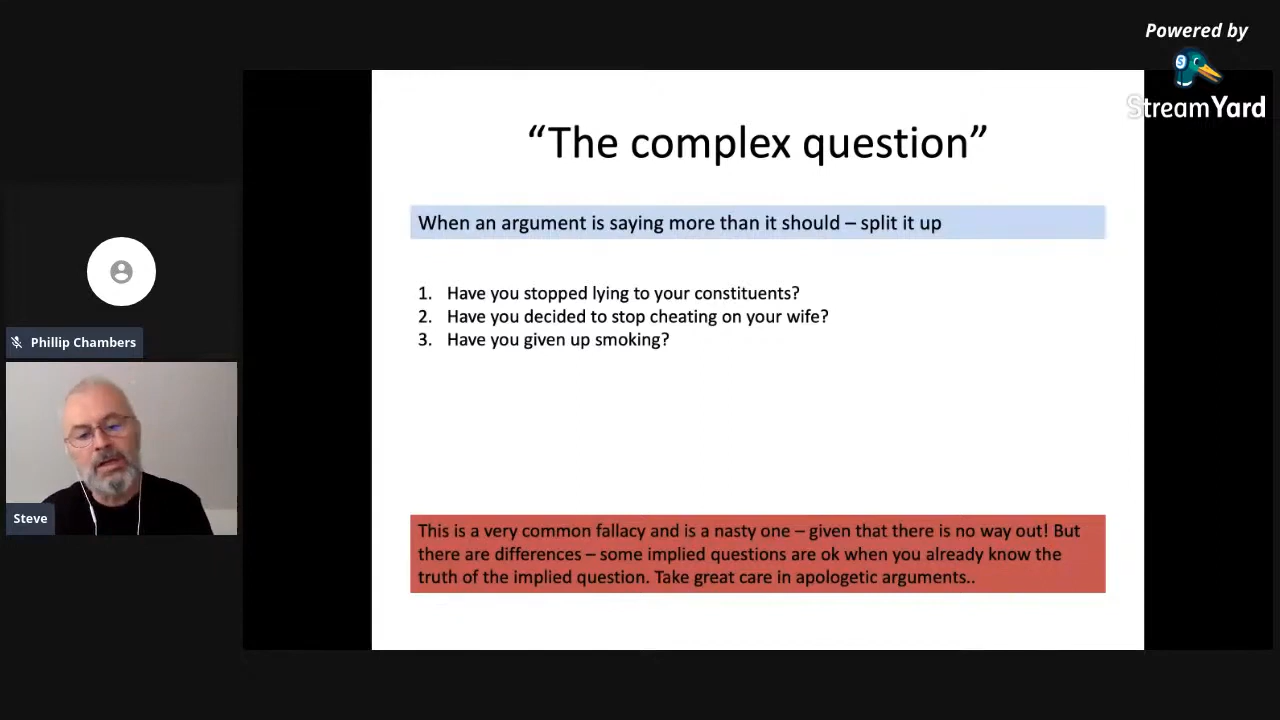 Powered by
StreamYard
“The complex question”
When an argument is saying more than it should – split it up
1. Have you stopped lying to your constituents?
2. Have you decided to stop cheating on your wife?
3. Have you given up smoking?
Phillip Chambers
Steve
This is a very common fallacy and is a nasty one – given that there is no way out! But
there are differences – some implied questions are ok when you already know the
truth of the implied question. Take great care in apologetic arguments..